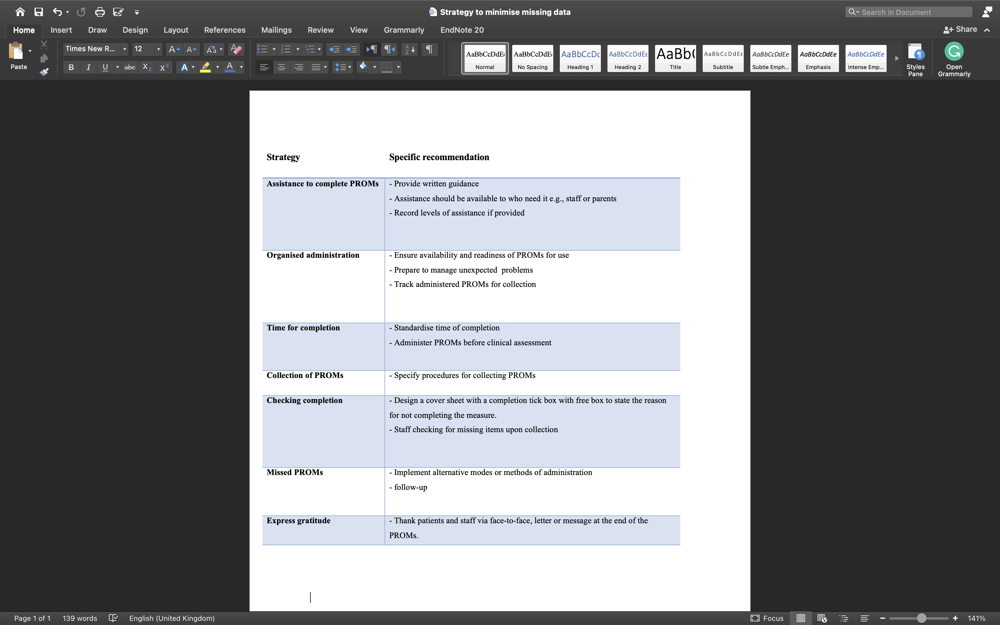 Strategy to minimise missing data
Search in Document
Home Insert Draw Design Layout References Mailings Review View Grammarly EndNote 20
Share
Paste
Times New R... 12
AaBbCcDdE AaBbCcDdE AaBbCcDc AaBbCcDdEe AaBb( AaBbCcDdEe AaBbCcDdEe AaBbCcDdEe AaBbCcDdEe
Normal No Spacing Heading 1 Heading 2 Title Subtitle Subtle Emph... Emphasis Intense Emp...
Styles Pane
Open Grammarly
Strategy Specific recommendation
Assistance to complete PROMs - Provide written guidance
- Assistance should be available to who need it e.g., staff or parents
- Record levels of assistance if provided
Organised administration - Ensure availability and readiness of PROMs for use
- Prepare to manage unexpected  problems
- Track administered PROMs for collection
Time for completion - Standardise time of completion
- Administer PROMs before clinical assessment
Collection of PROMs - Specify procedures for collecting PROMs
Checking completion - Design a cover sheet with a completion tick box with free box to state the reason
for not completing the measure.
- Staff checking for missing items upon collection
Missed PROMs - Implement alternative modes or methods of administration
- follow-up
Express gratitude - Thank patients and staff via face-to-face, letter or message at the end of the
PROMs.
Page 1 of 1 139 words English (United Kingdom) Focus 141%